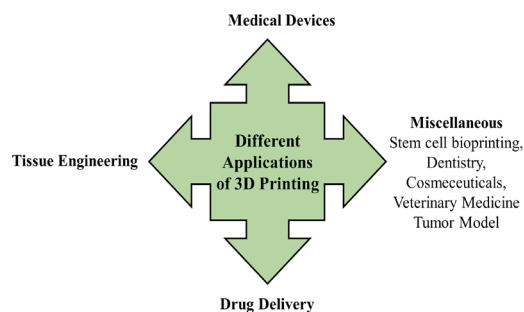 Medical Devices
Different
Applications
of 3D Printing
Tissue Engineering
Miscellaneous
Stem cell bioprinting,
Dentistry,
Cosmeceuticals,
Veterinary Medicine
Tumor Model
Drug Delivery